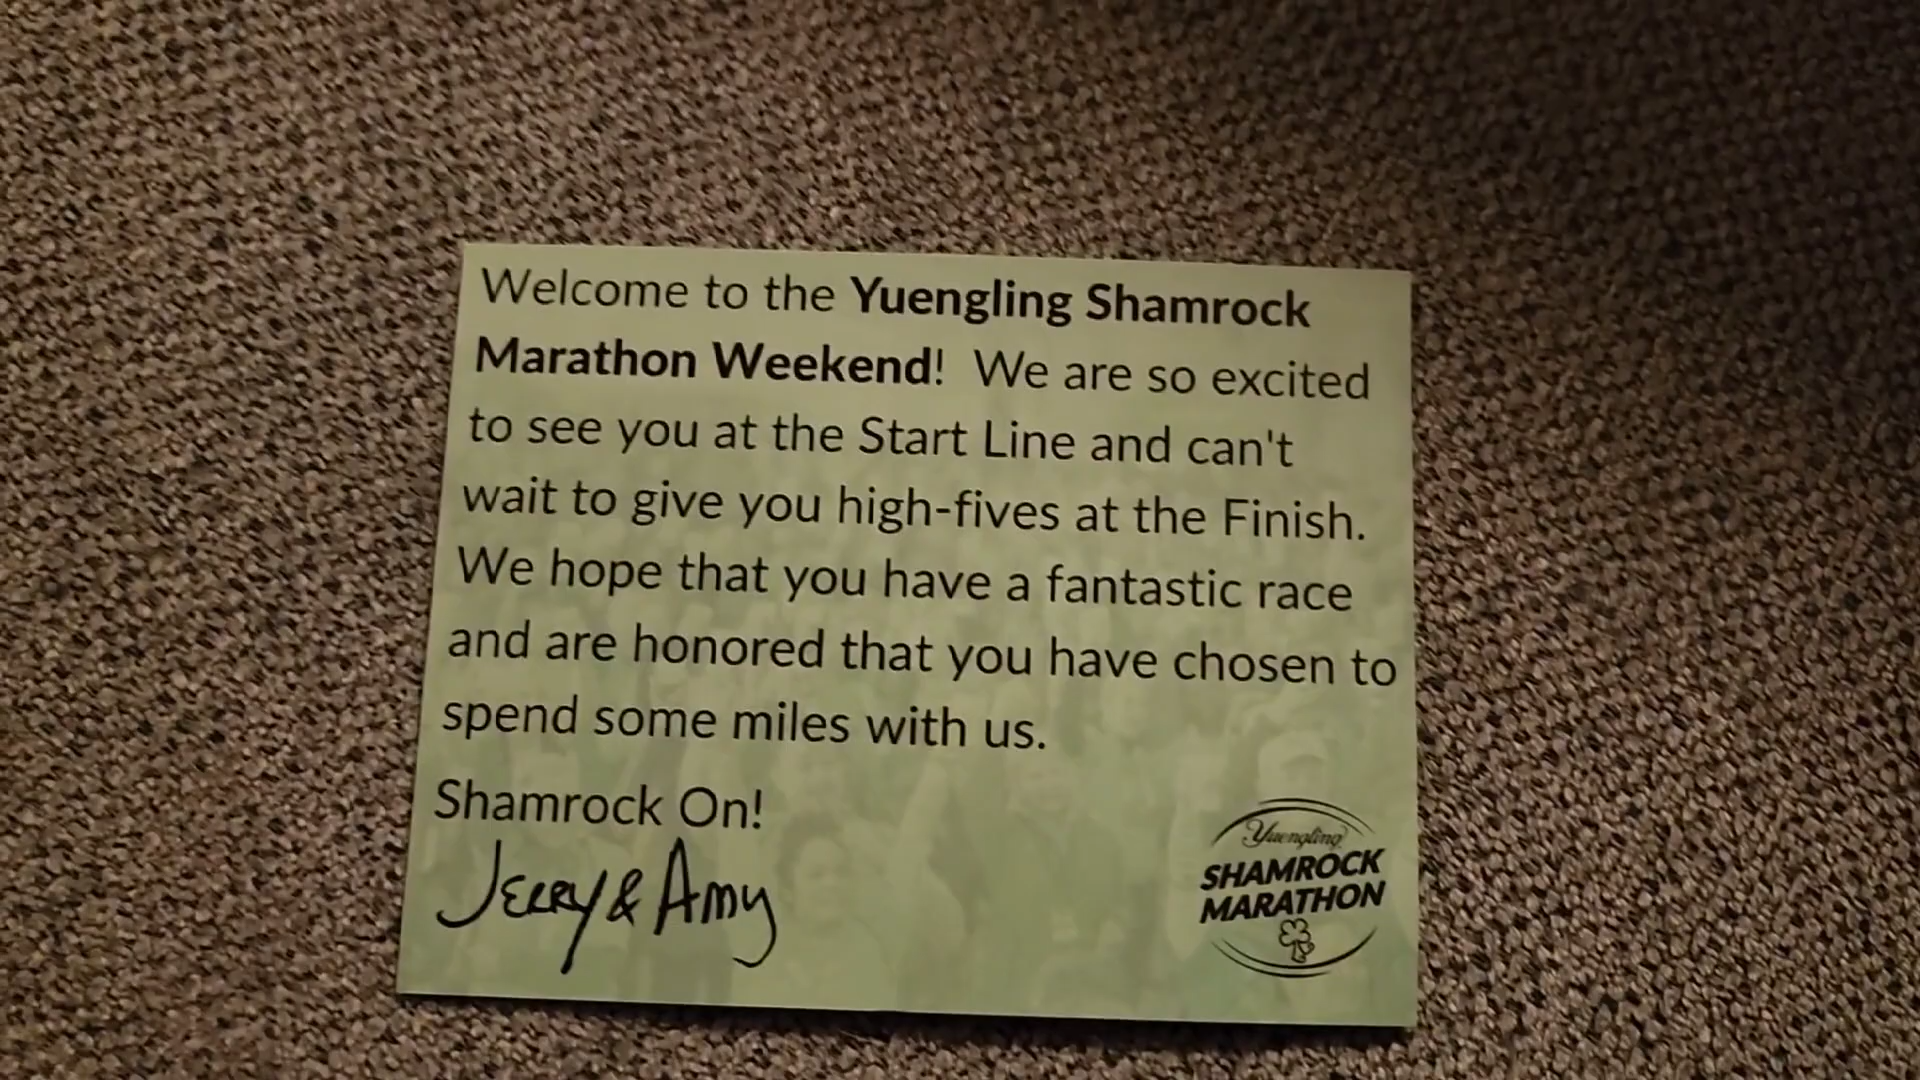 Welcome to the Yuengling Shamrock
Marathon Weekend! We are so excited
to see you at the Start Line and can't
wait to give you high-fives at the Finish.
We hope that you have a fantastic race
and are honored that you have chosen to
spend some miles with us.
Shamrock On!
Jerry & Amy
Yuengling
SHAMROCK
MARATHON